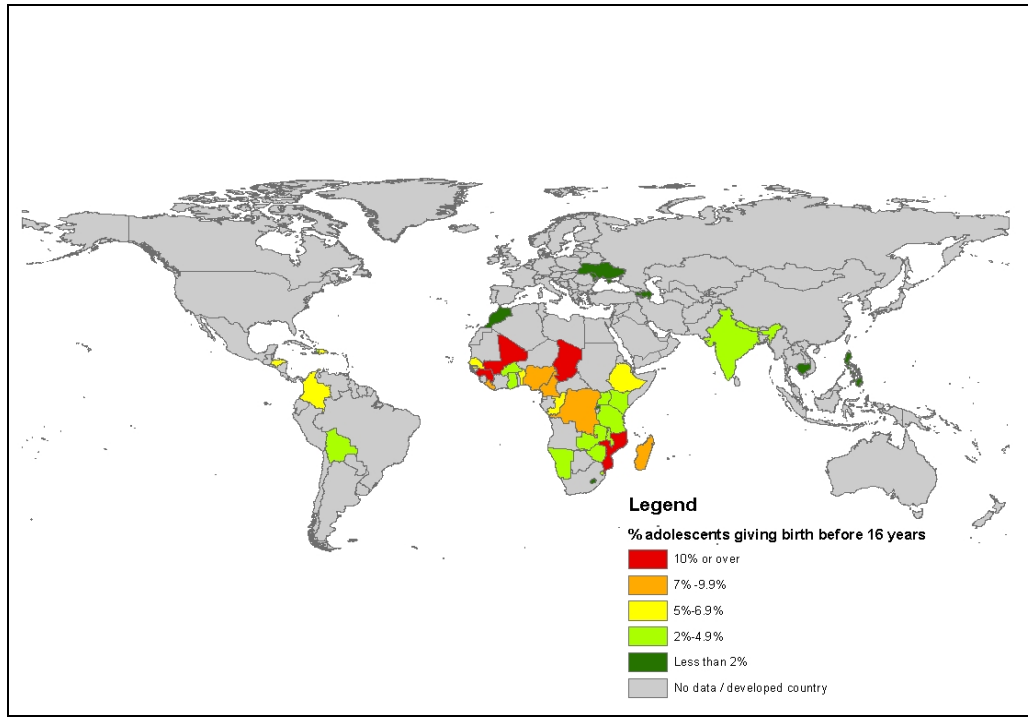 Legend
% adolescents giving birth before 16 years
10% or over
7% -9.9%
5%-6.9%
2%-4.9%
Less than 2%
No data / developed country